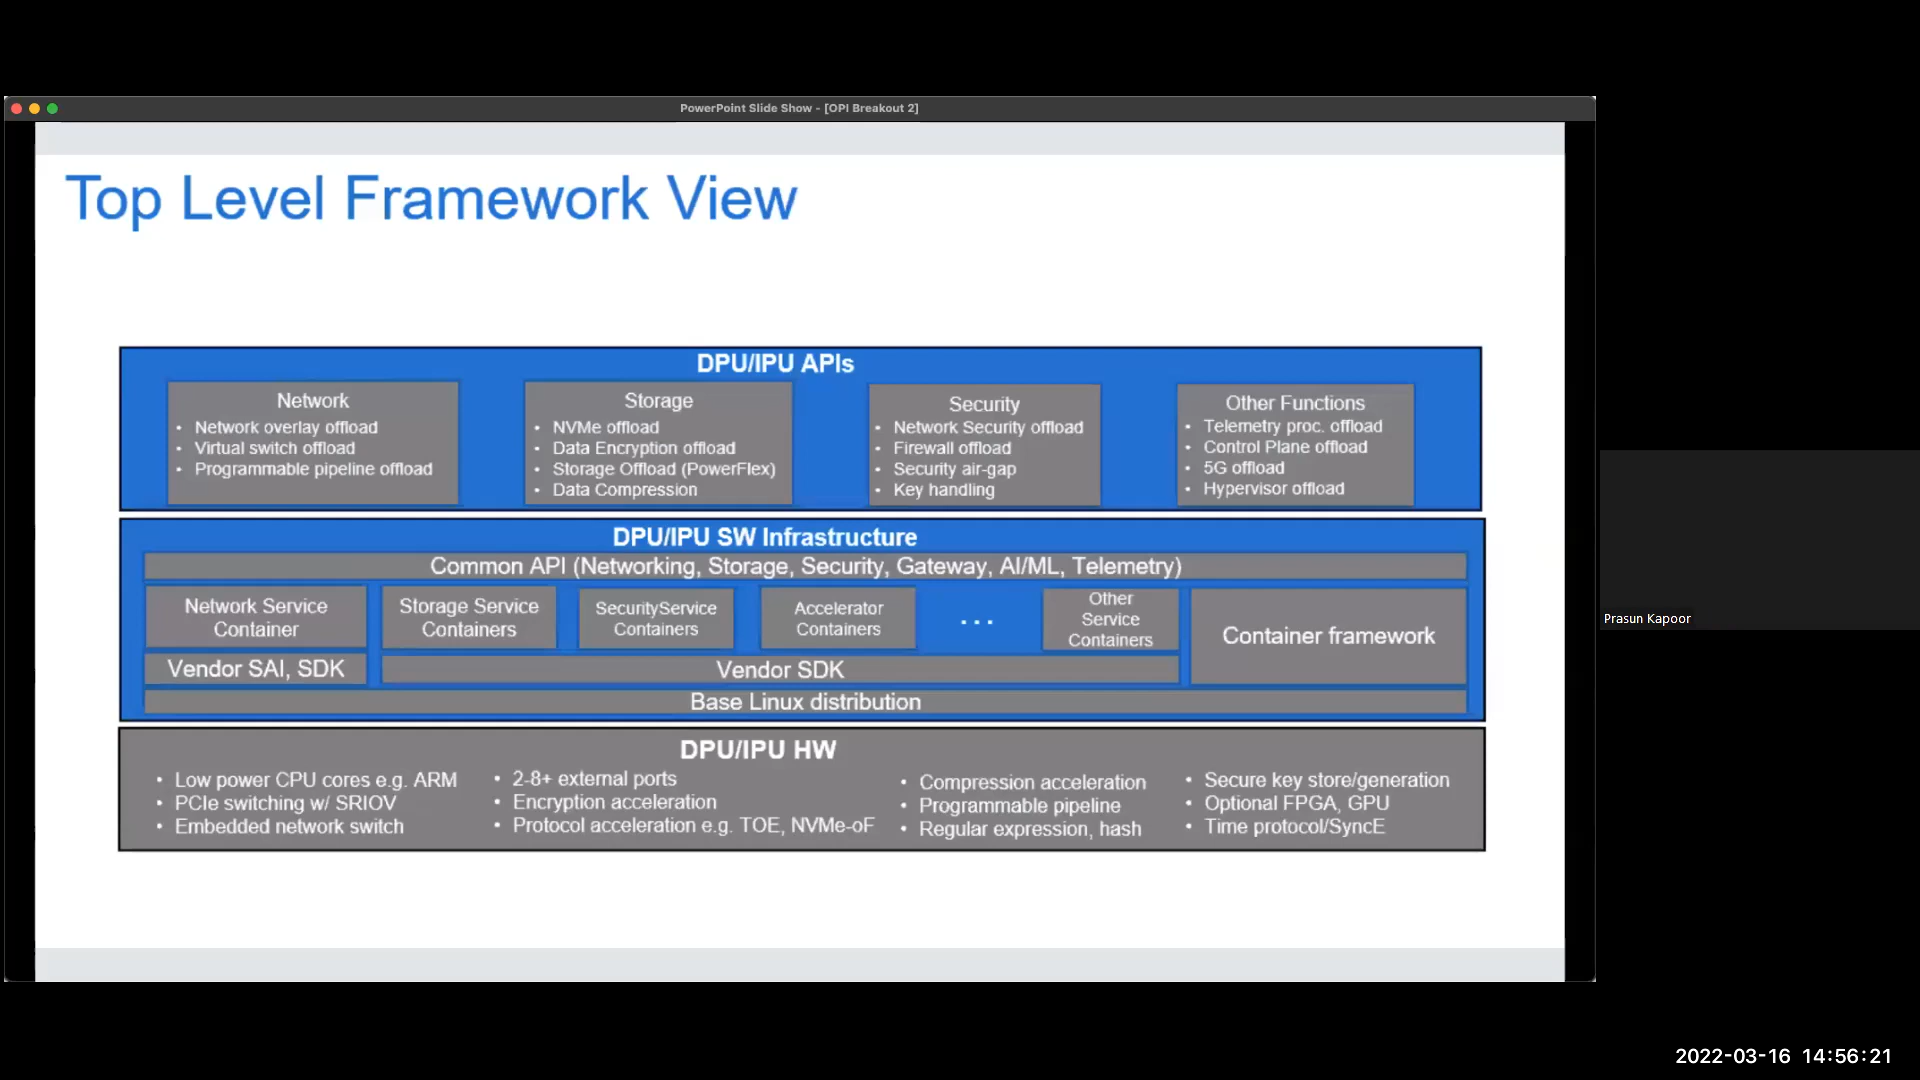 PowerPoint Slide Show - [OPI Breakout 2]
Top Level Framework View
DPU/IPU APIs
Network
• Network overlay offload
• Virtual switch offload
• Programmable pipeline offload
Storage
• NVMe offload
• Data Encryption offload
• Storage Offload (PowerFlex)
• Data Compression
Security
• Network Security offload
• Firewall offload
• Security air-gap
• Key handling
Other Functions
• Telemetry proc. offload
• Control Plane offload
• 5G offload
• Hypervisor offload
DPU/IPU SW Infrastructure
Common API (Networking, Storage, Security, Gateway, AI/ML, Telemetry)
Network Service
Container
Storage Service
Containers
SecurityService
Containers
Accelerator
Containers
...
Other
Service
Containers
Container framework
Vendor SAI, SDK
Vendor SDK
Base Linux distribution
DPU/IPU HW
• Low power CPU cores e.g. ARM
• PCIe switching w/ SRIOV
• Embedded network switch
• 2-8+ external ports
• Encryption acceleration
• Protocol acceleration e.g. TOE, NVMe-oF
• Compression acceleration
• Programmable pipeline
• Regular expression, hash
• Secure key store/generation
• Optional FPGA, GPU
• Time protocol/SyncE
Prasun Kapoor
2022-03-16 14:56:21